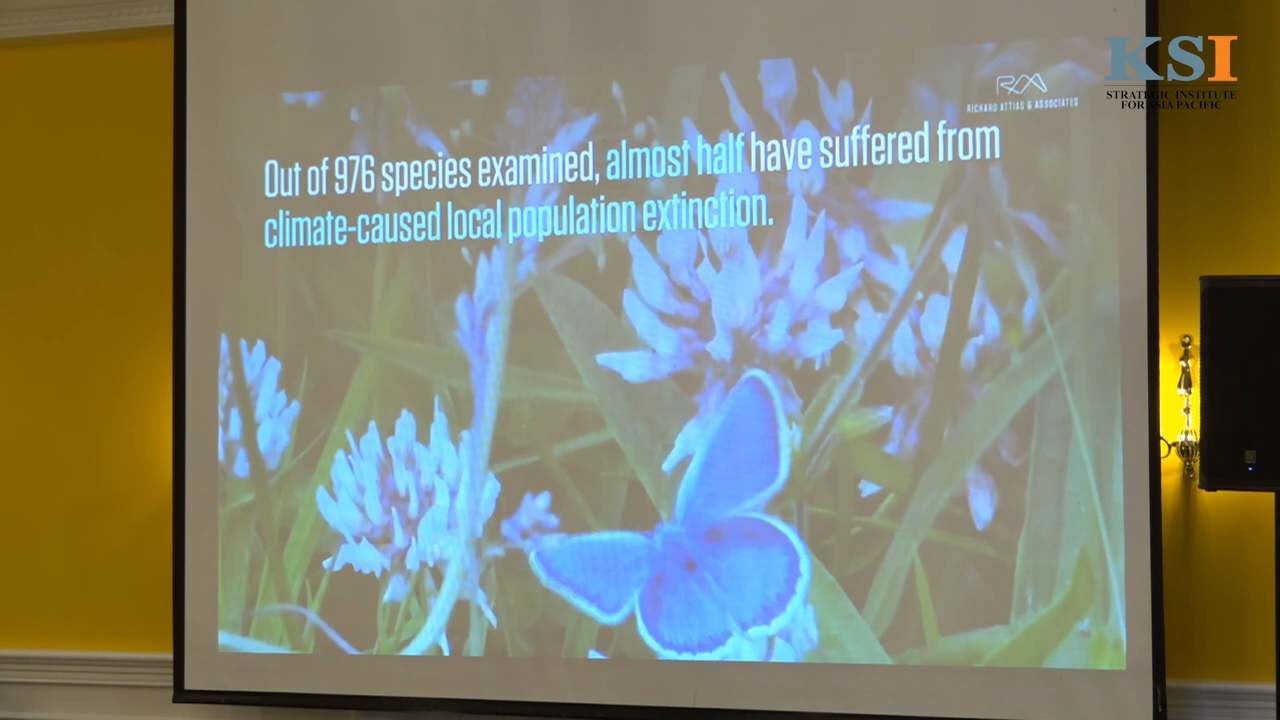 KSI
STRATEGIC INSTITUTE
FOR ASIA PACIFIC
RICHARD ATTIAS & ASSOCIATES
Out of 976 species examined, almost half have suffered from
climate-caused local population extinction.